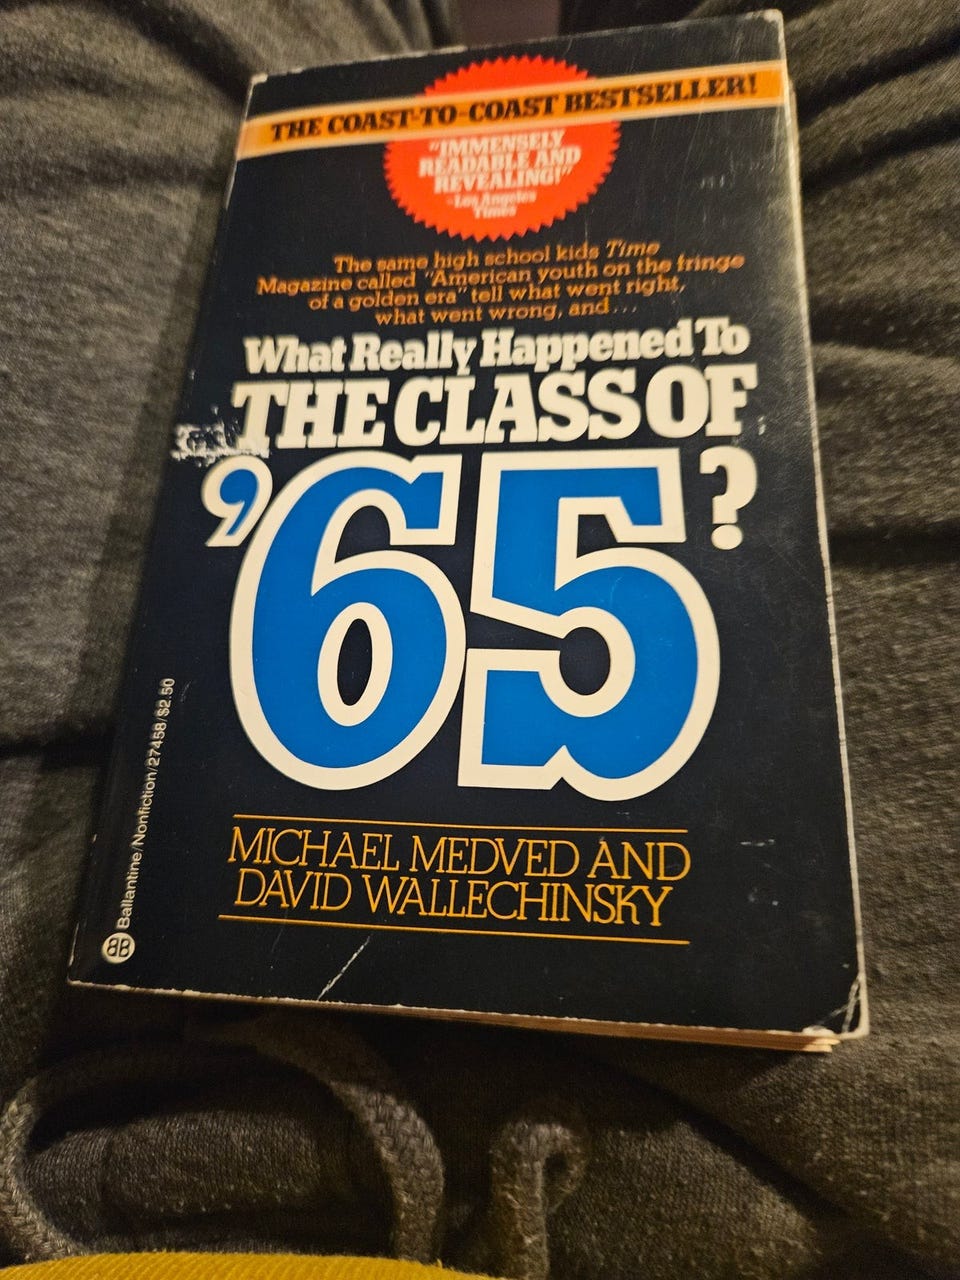 THE COAST-TO-COAST BESTSELLER!
"IMMENSELY
READABLE AND
REVEALING!"
-Los Angeles
Times
The same high school kids Time
Magazine called "American youth on the fringe
of a golden era" tell what went right,
what went wrong, and...
What Really Happened To
THE CLASS OF
'65?
MICHAEL MEDVED AND
DAVID WALLECHINSKY
BB Ballantine/Nonfiction/27458/$2.50